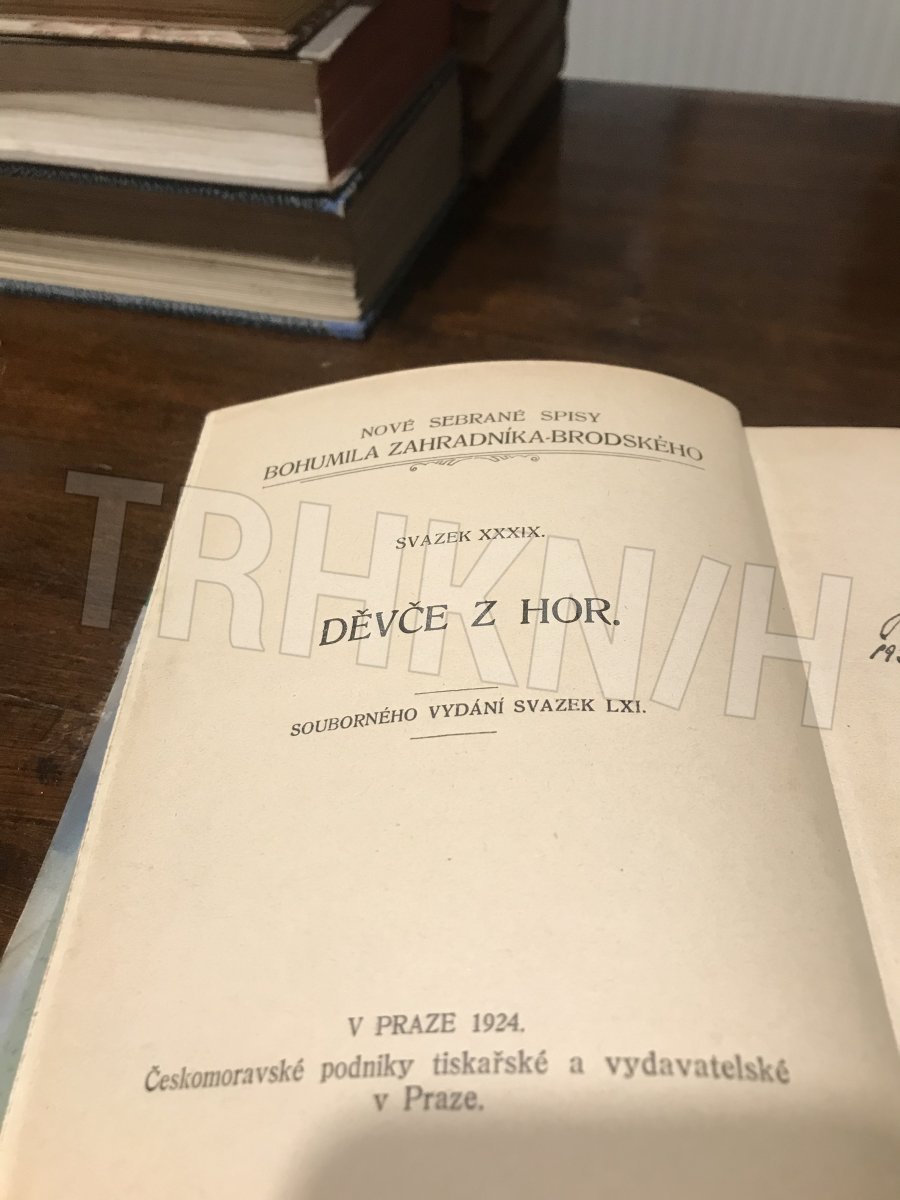 NOVÉ SEBRANÉ SPISY
BOHUMILA ZAHRADNÍKA-BRODSKÉHO
SVAZEK XXXIX.
DĚVČE Z HOR.
SOUBORNÉHO VYDÁNÍ SVAZEK LXI.
V PRAZE 1924.
Českomoravské podniky tiskařské a vydavatelské
v Praze.
TRHKN/H